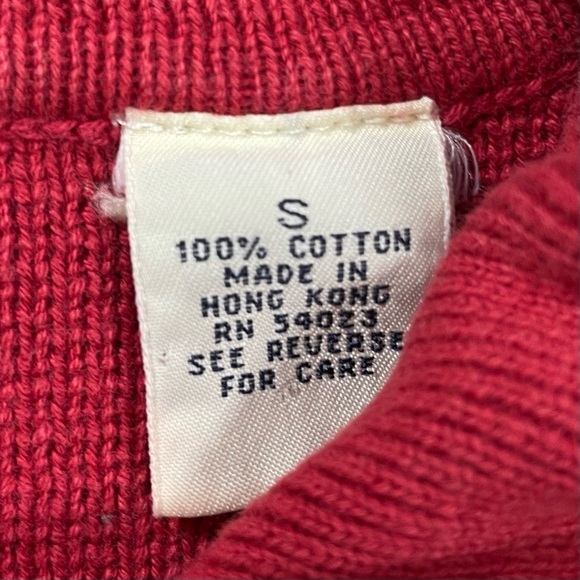 S
100% COTTON
MADE IN
HONG KONG
RN 54023
SEE REVERSE
FOR CARE